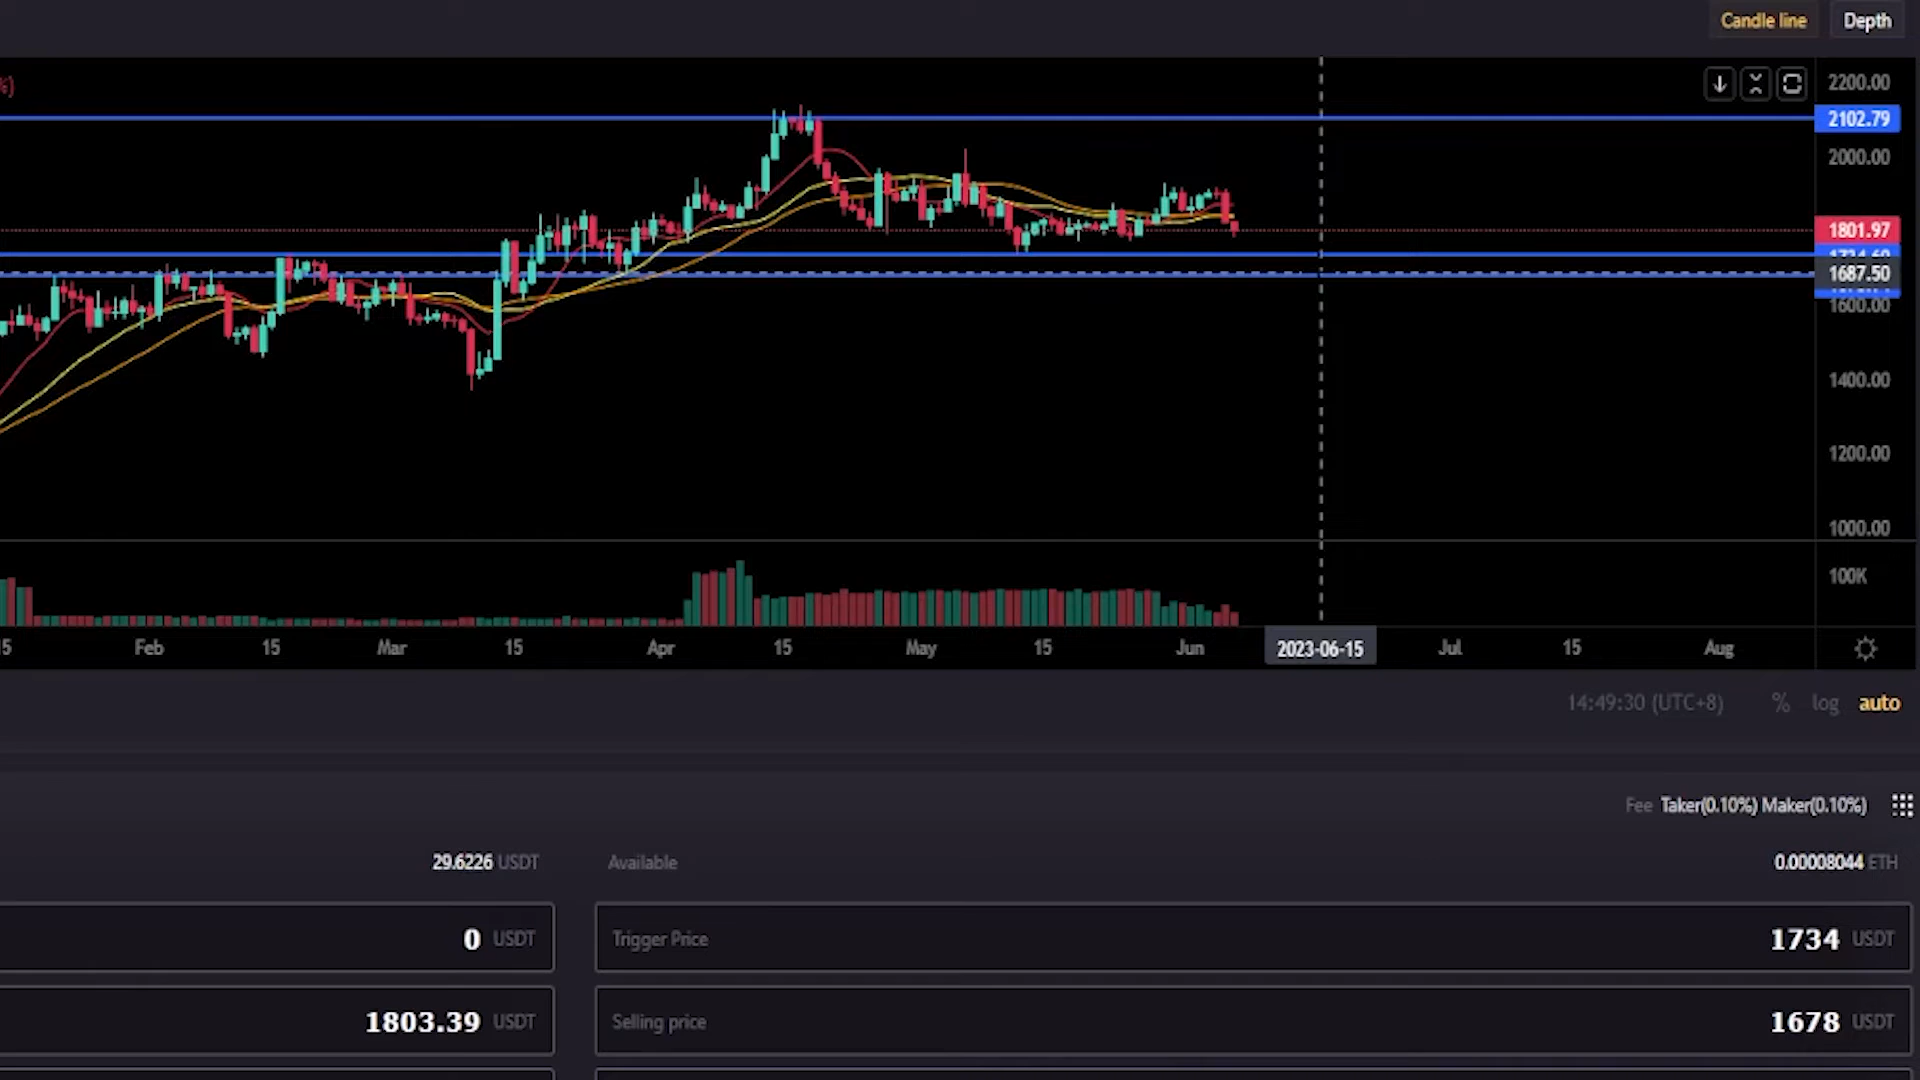 Candle line Depth
%)
2200.00
2102.79
2000.00
1801.97
1687.50
1600.00
1400.00
1200.00
1000.00
100K
15 Feb 15 Mar 15 Apr 15 May 15 Jun 2023-06-15 Jul 15 Aug
14:49:30 (UTC+8) % log auto
Fee Taker(0.10%) Maker(0.10%)
29.6226 USDT Available 0.00008044 ETH
0 USDT Trigger Price 1734 USDT
1803.39 USDT Selling price 1678 USDT